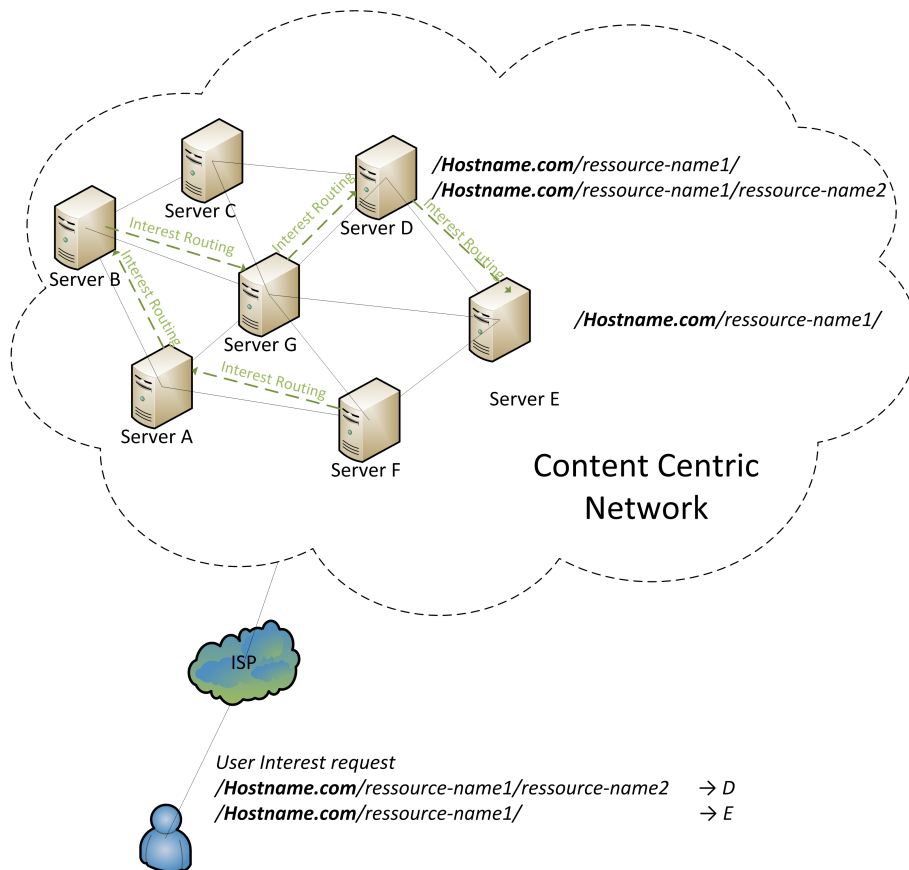 /Hostname.com/ressource-name1/
/Hostname.com/ressource-name1/ressource-name2
Server C
Server D
Interest Routing
Interest Routing
Interest Routing
Server B
Interest Routing
/Hostname.com/ressource-name1/
Server G
Interest Routing
Server E
Server A
Server F
Content Centric
Network
ISP
User Interest request
/Hostname.com/ressource-name1/ressource-name2 → D
/Hostname.com/ressource-name1/ → E